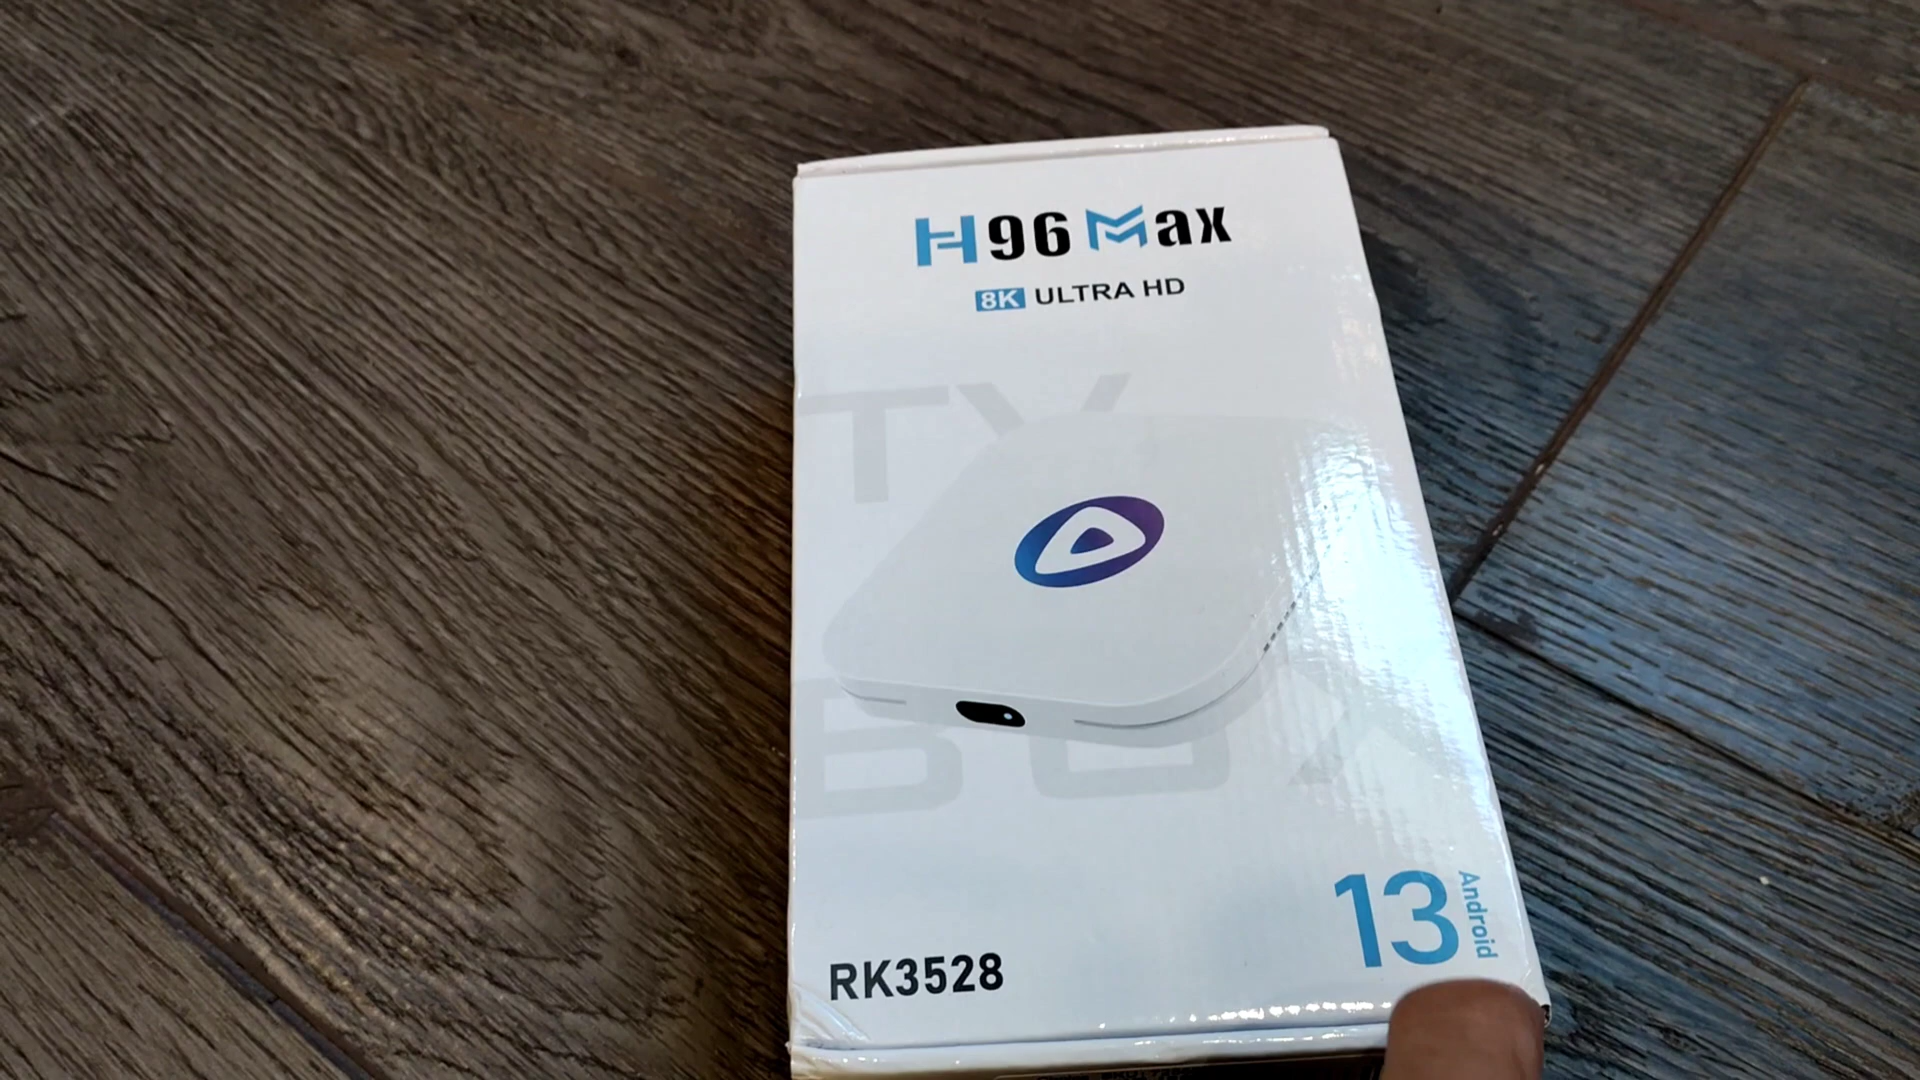 H96 Max
8K ULTRA HD
TV
BOX
13 Android
RK3528